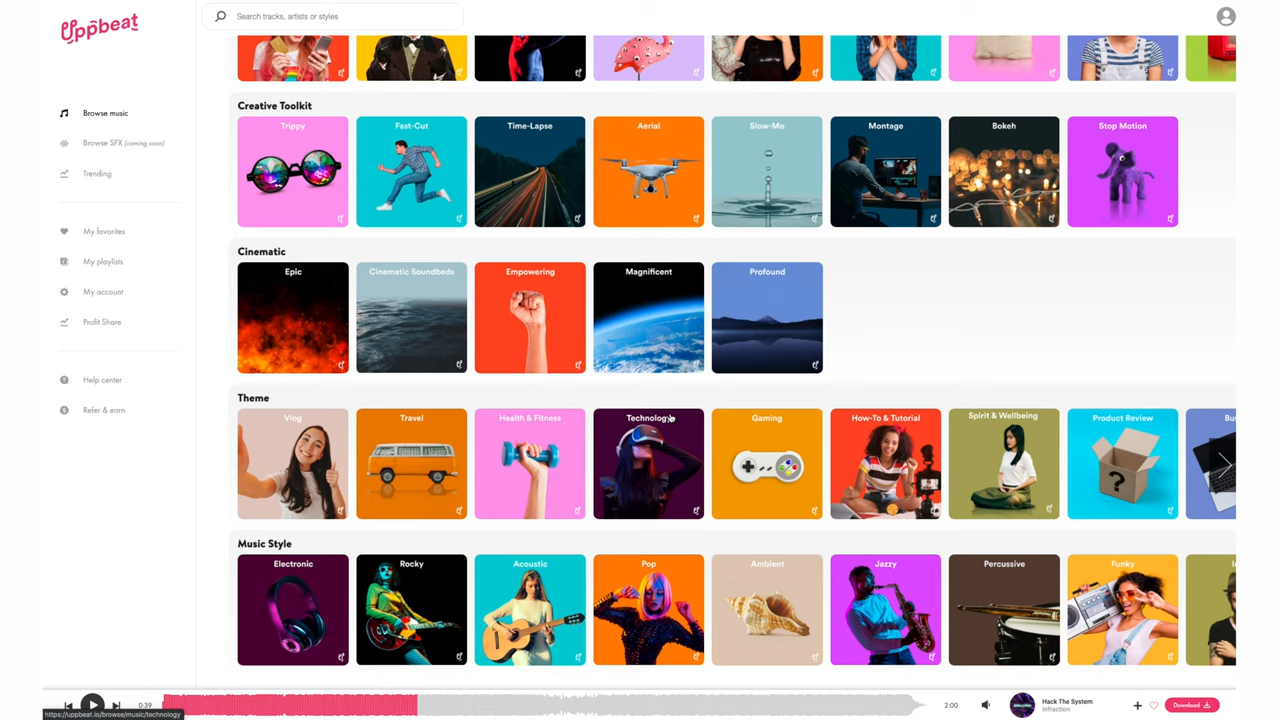 Uppbeat
Search tracks, artists or styles
Browse music
Browse SFX (coming soon)
Trending
My favorites
My playlists
My account
Profit Share
Help center
Refer & earn
Creative Toolkit
Trippy
Fast-Cut
Time-Lapse
Aerial
Slow-Mo
Montage
Bokeh
Stop Motion
Cinematic
Epic
Cinematic Soundbeds
Empowering
Magnificent
Profound
Theme
Vlog
Travel
Health & Fitness
Technology
Gaming
How-To & Tutorial
Spirit & Wellbeing
Product Review
Bu
Music Style
Electronic
Rocky
Acoustic
Pop
Ambient
Jazzy
Percussive
Funky
0:39
2:00
Hack The System
Infraction
Download
https://uppbeat.io/browse/music/technology